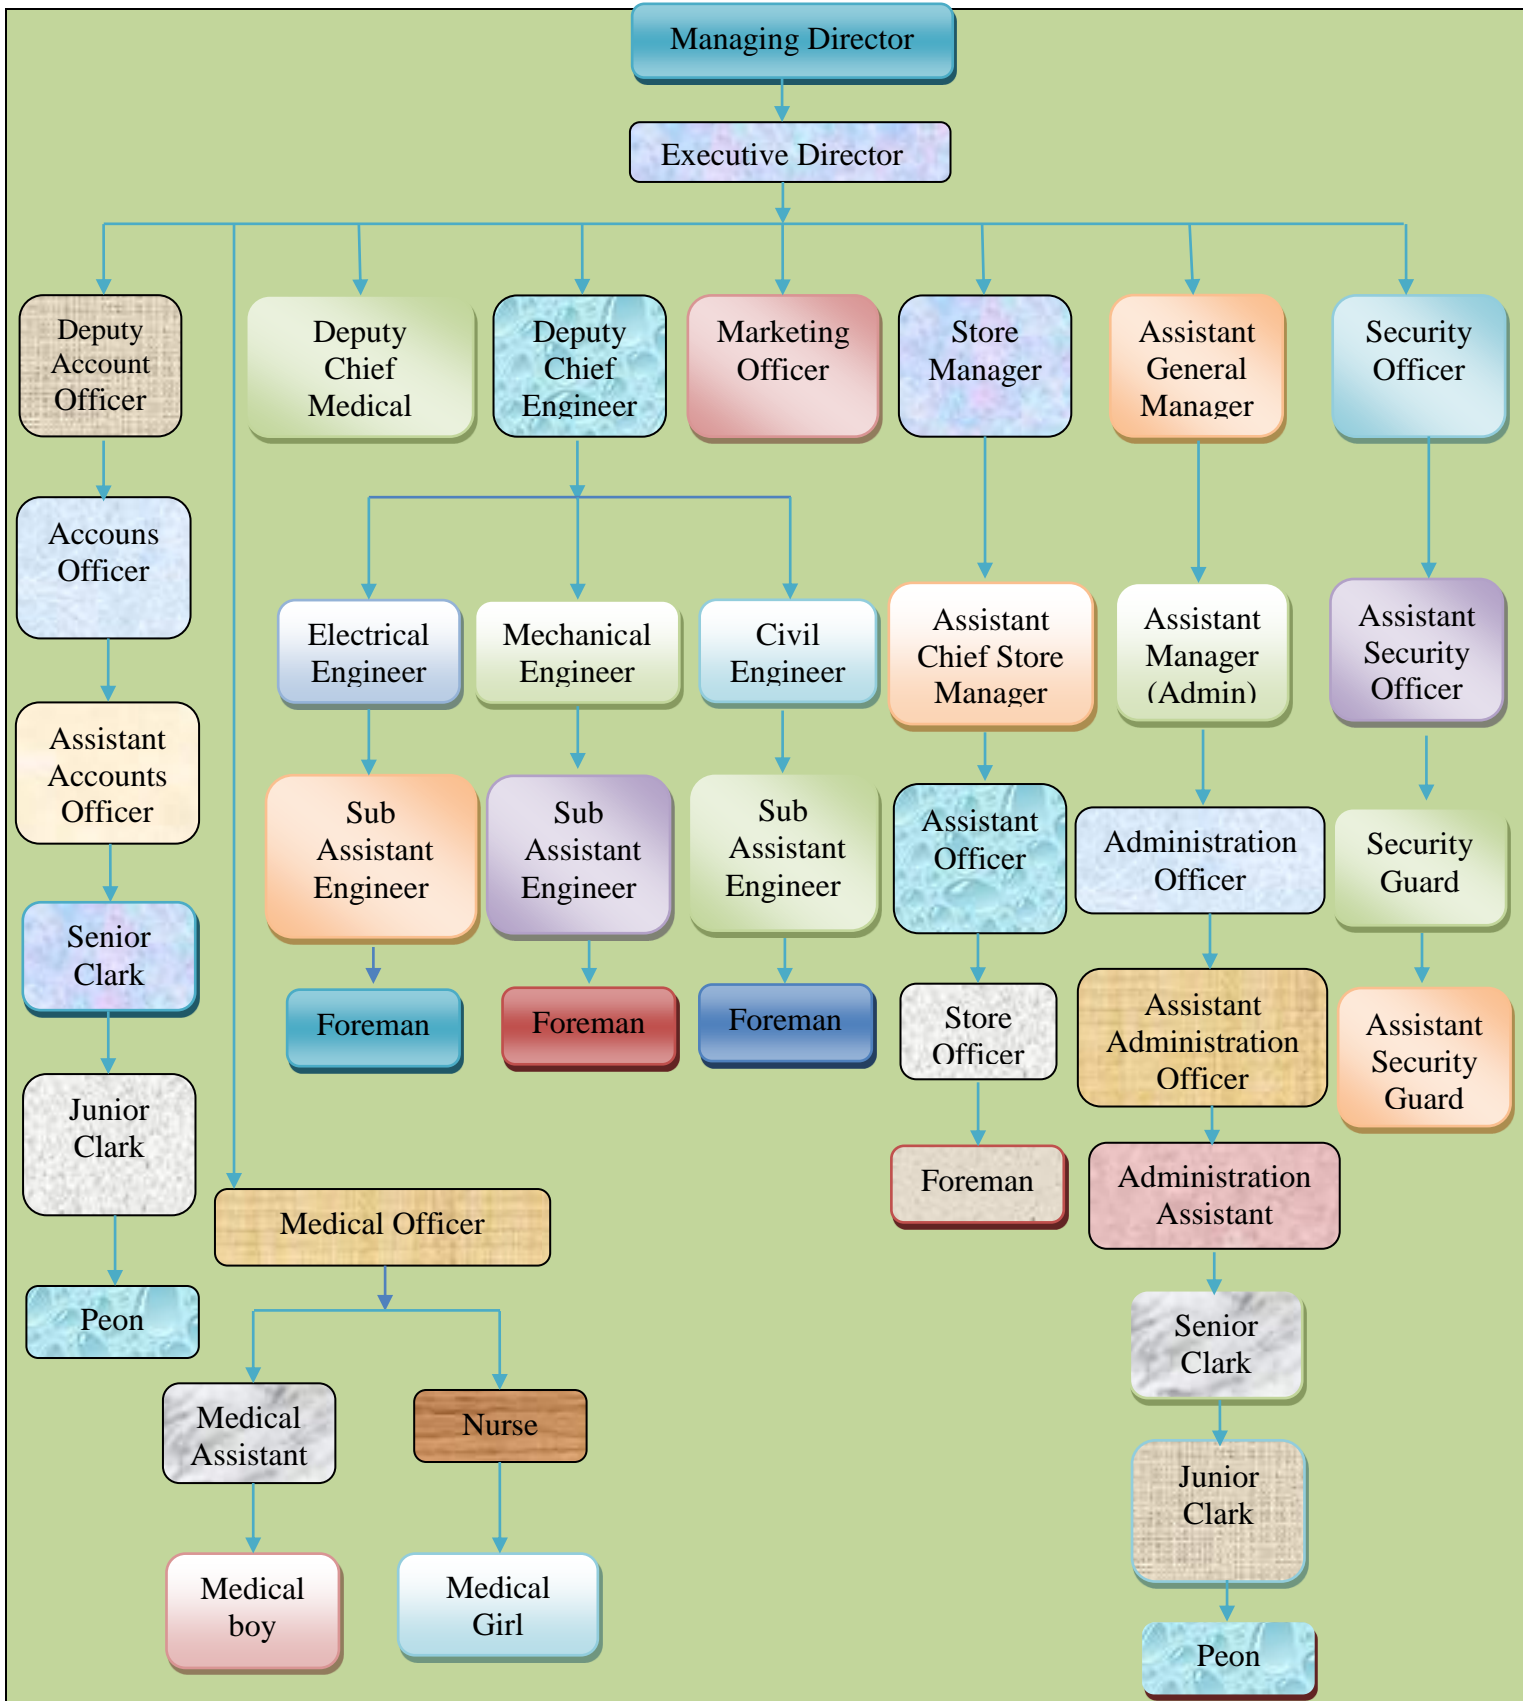 Managing Director
Executive Director
Deputy
Account
Officer
Deputy
Chief
Medical
Deputy
Chief
Engineer
Marketing
Officer
Store
Manager
Assistant
General
Manager
Security
Officer
Accouns
Officer
Electrical
Engineer
Mechanical
Engineer
Civil
Engineer
Assistant
Chief Store
Manager
Assistant
Manager
(Admin)
Assistant
Security
Officer
Assistant
Accounts
Officer
Sub
Assistant
Engineer
Sub
Assistant
Engineer
Sub
Assistant
Engineer
Assistant
Officer
Administration
Officer
Security
Guard
Senior
Clark
Foreman
Foreman
Foreman
Store
Officer
Assistant
Administration
Officer
Assistant
Security
Guard
Junior
Clark
Foreman
Administration
Assistant
Medical Officer
Peon
Senior
Clark
Medical
Assistant
Nurse
Junior
Clark
Medical
boy
Medical
Girl
Peon